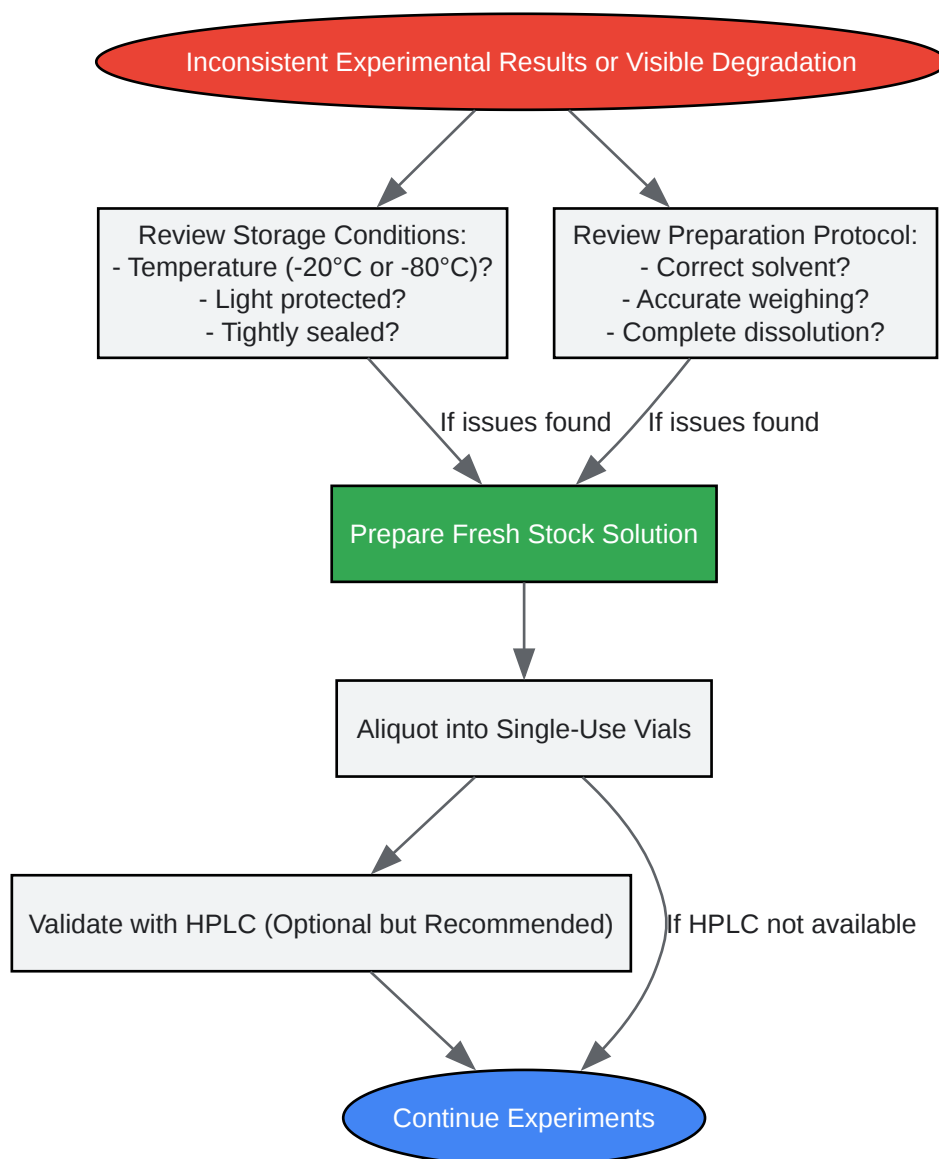 Inconsistent Experimental Results or Visible Degradation
Review Storage Conditions:
- Temperature (-20°C or -80°C)?
- Light protected?
- Tightly sealed?
Review Preparation Protocol:
- Correct solvent?
- Accurate weighing?
- Complete dissolution?
If issues found
If issues found
Prepare Fresh Stock Solution
Aliquot into Single-Use Vials
Validate with HPLC (Optional but Recommended)
If HPLC not available
Continue Experiments